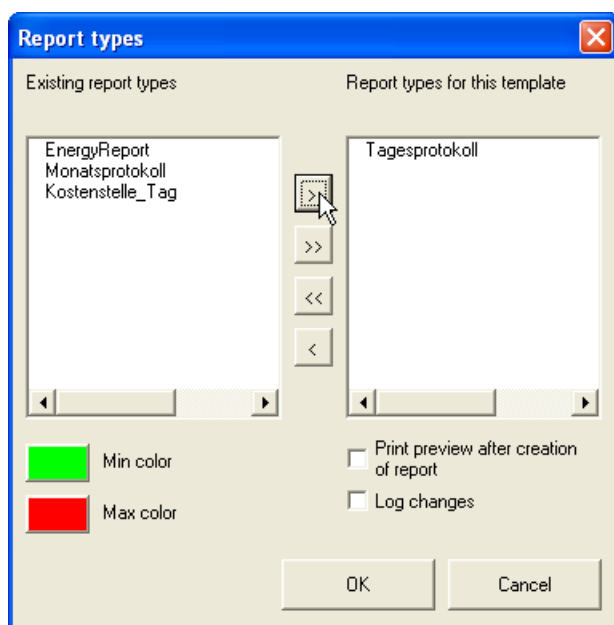 Report types
Existing report types
Report types for this template
EnergyReport
Monatsprotokoll
Kostenstelle_Tag
Tagesprotokoll
>
>>
<<
<
Min color
Max color
Print preview after creation
of report
Log changes
OK
Cancel